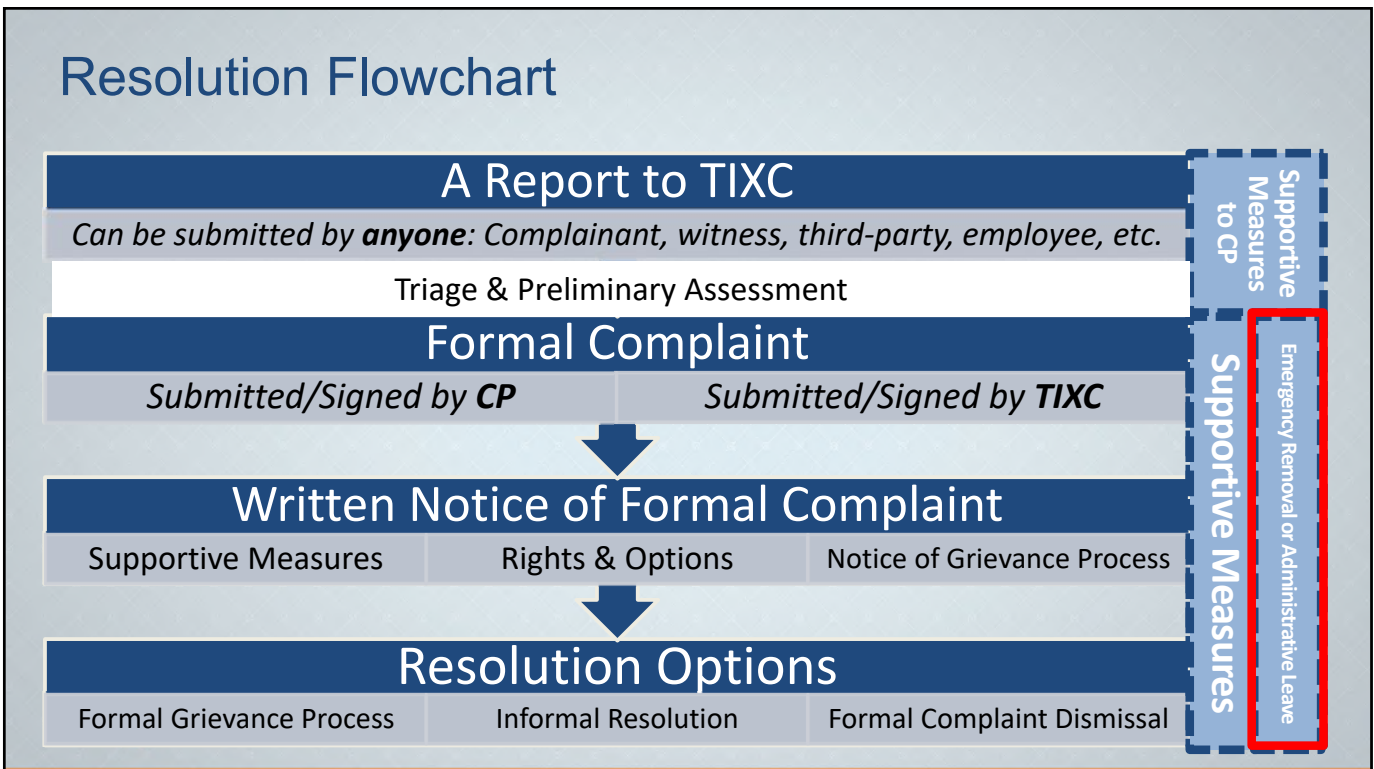 Resolution Flowchart
A Report to TIXC
Can be submitted by anyone: Complainant, witness, third-party, employee, etc.
Triage & Preliminary Assessment
Formal Complaint
Submitted/Signed by CP
Submitted/Signed by TIXC
Written Notice of Formal Complaint
Supportive Measures
Rights & Options
Notice of Grievance Process
Resolution Options
Formal Grievance Process
Informal Resolution
Formal Complaint Dismissal
Supportive
Measures
to CP
Supportive Measures
Emergency Removal or Administrative Leave